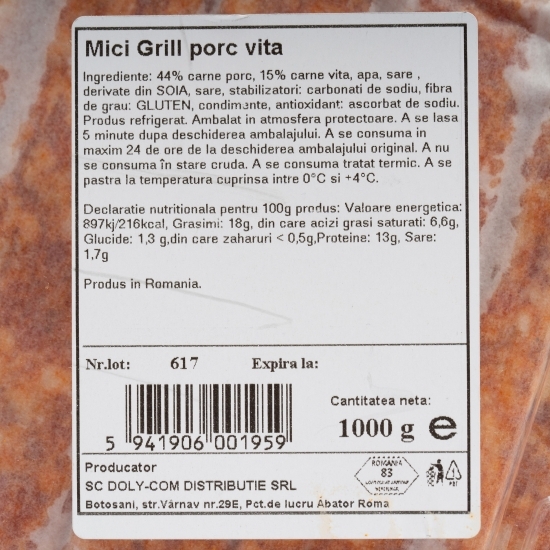 Mici Grill porc vita
Ingrediente: 44% carne porc, 15% carne vita, apa, sare ,
derivate din SOIA, sare, stabilizatori: carbonati de sodiu, fibra
de grau: GLUTEN, condimente, antioxidant: ascorbat de sodiu.
Produs refrigerat. Ambalat in atmosfera protectoare. A se lasa
5 minute dupa deschiderea ambalajului. A se consuma in
maxim 24 de ore de la deschiderea ambalajului original. A nu
se consuma în stare cruda. A se consuma tratat termic. A se
pastra la temperatura cuprinsa intre 0°C si +4°C.
Declaratie nutritionala pentru 100g produs: Valoare energetica:
897kj/216kcal, Grasimi: 18g, din care acizi grasi saturati: 6,6g,
Glucide: 1,3 g,din care zaharuri < 0,5g,Proteine: 13g, Sare:
1,7g
Produs in Romania.
Nr.lot: 617 Expira la:
5 941906 001959
Cantitatea neta:
1000 g e
Producator
SC DOLY-COM DISTRIBUTIE SRL
Botosani, str.Vârnav nr.29E, Pct.de lucru Abator Roma
ROMANIA
83